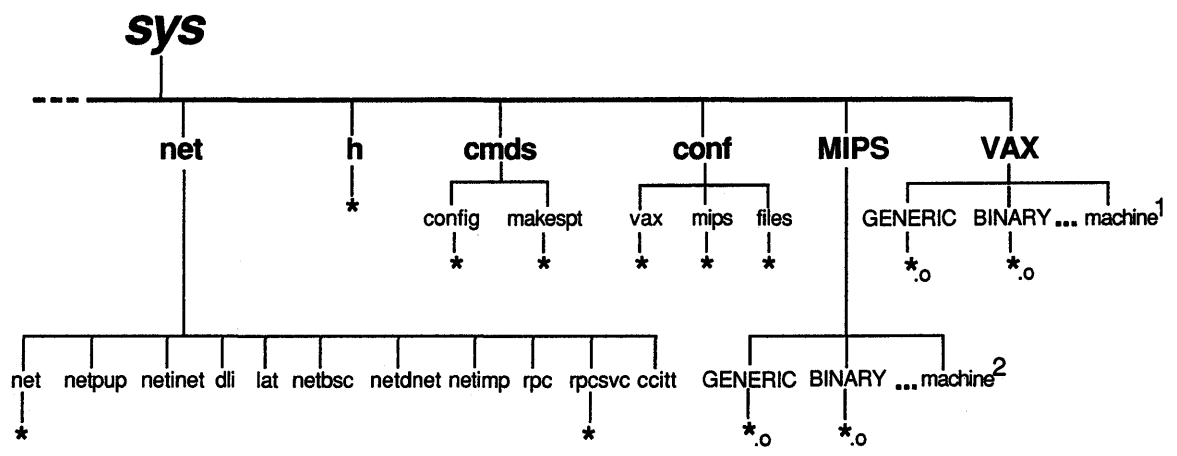 sys
net h cmds conf MIPS VAX
*
config makespt vax mips files GENERIC BINARY ... machine1
* * * * * *.o *.o
net netpup netinet dli lat netbsc netdnet netimp rpc rpcsvc ccitt GENERIC BINARY ... machine2
* * *.o *.o